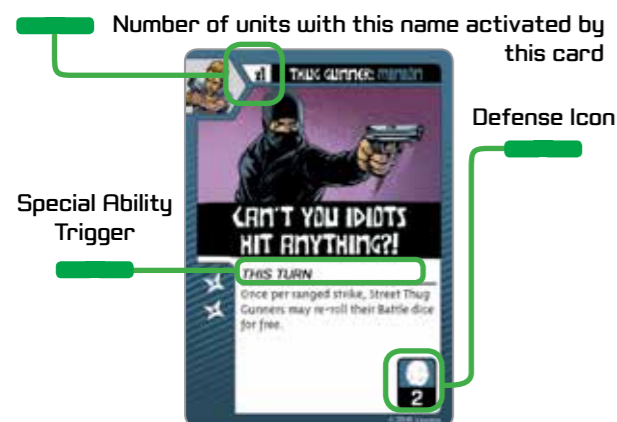 Number of units with this name activated by
this card
x1 THUG GUNNER: MINION
Defense Icon
Special Ability
Trigger
CAN'T YOU IDIOTS
HIT ANYTHING?!
THIS TURN
Once per ranged strike, Street Thug
Gunners may re-roll their Battle dice
for free.
2